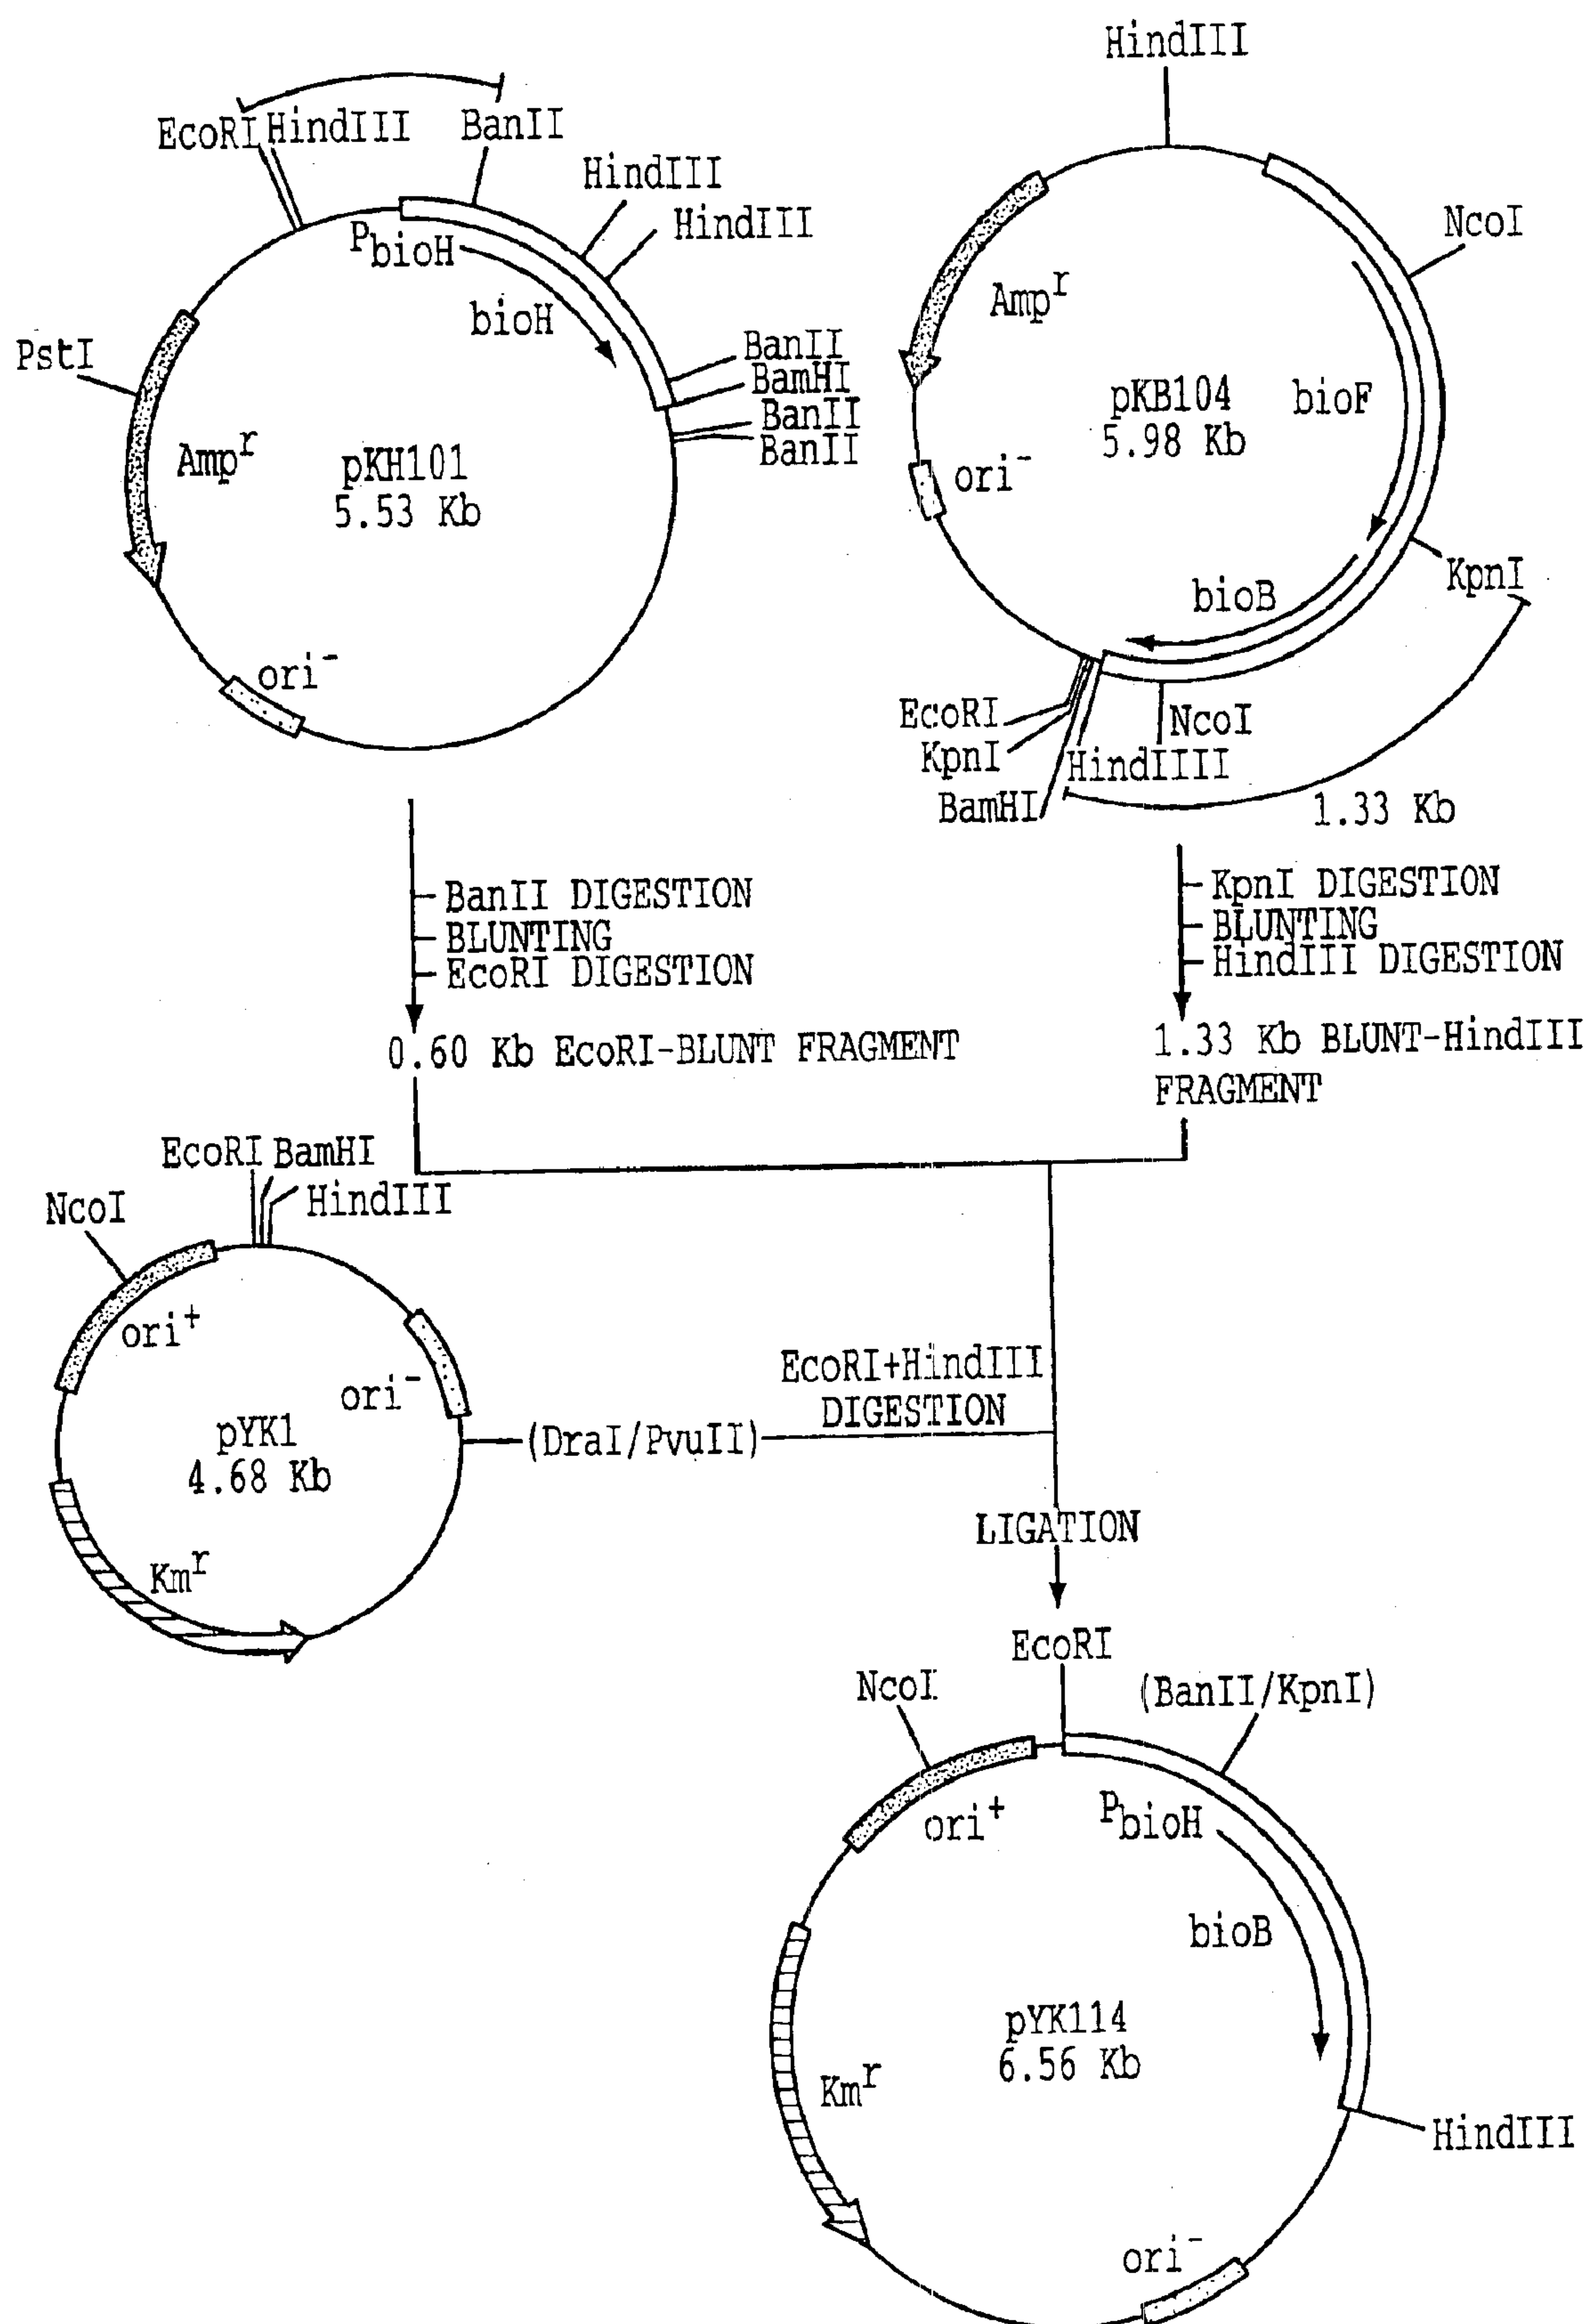 HindIII
EcoRI HindIII BanII
HindIII
HindIII
NcoI
PbioH
bioH
Ampr
PstI
BanII
BamHI
BanII
BanII
Ampr
pKH101
5.53 Kb
pKB104
5.98 Kb
bioF
ori-
KpnI
bioB
ori-
EcoRI
KpnI
BamHI
HindIIII
NcoI
1.33 Kb
BanII DIGESTION
BLUNTING
EcoRI DIGESTION
KpnI DIGESTION
BLUNTING
HindIII DIGESTION
0.60 Kb EcoRI-BLUNT FRAGMENT
1.33 Kb BLUNT-HindIII
FRAGMENT
EcoRI BamHI
HindIII
NcoI
ori+
ori-
pYK1
4.68 Kb
(DraI/PvuII)
EcoRI+HindIII
DIGESTION
Kmr
LIGATION
EcoRI
NcoI
(BanII/KpnI)
ori+
PbioH
bioB
pYK114
6.56 Kb
Kmr
HindIII
ori-